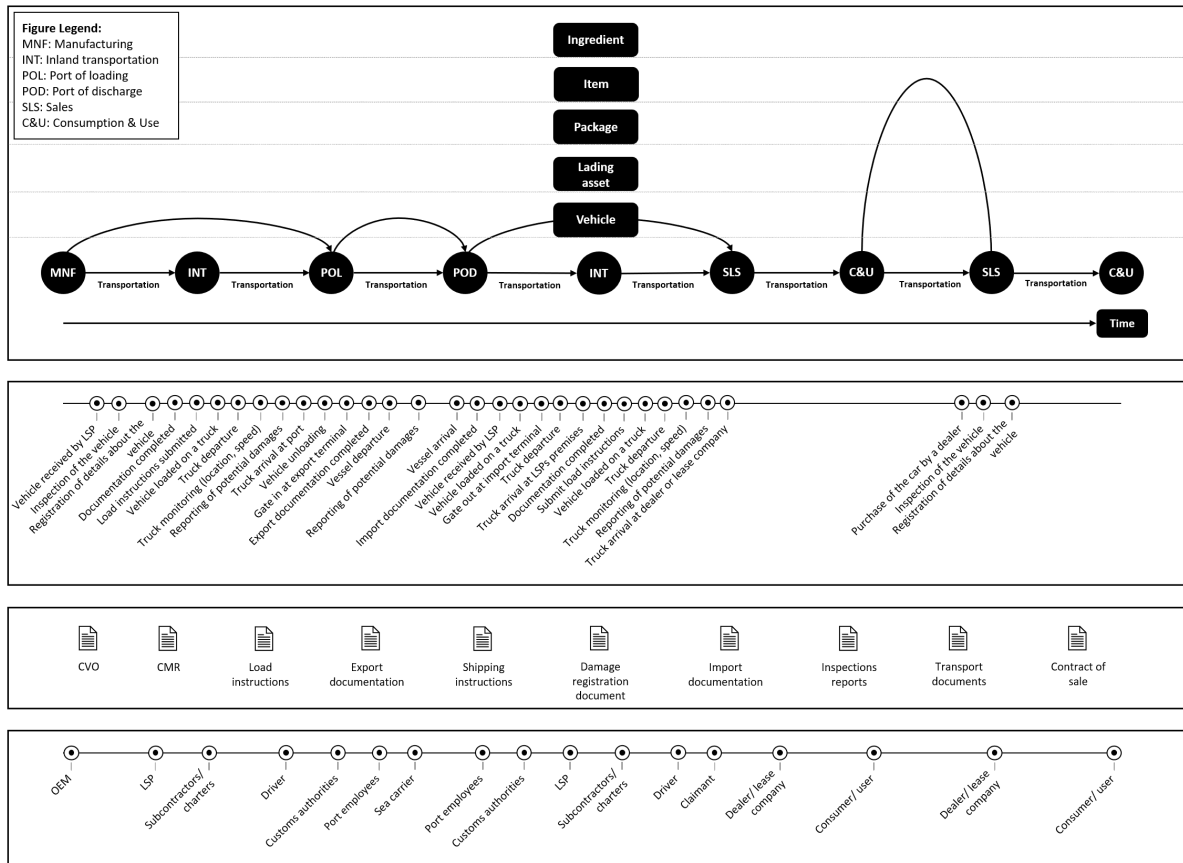 Figure Legend:
MNF: Manufacturing
INT: Inland transportation
POL: Port of loading
POD: Port of discharge
SLS: Sales
C&U: Consumption & Use
Ingredient
Item
Package
Lading
asset
Vehicle
MNF
INT
POL
POD
INT
SLS
C&U
SLS
C&U
Transportation
Transportation
Transportation
Transportation
Transportation
Transportation
Transportation
Transportation
Time
Vehicle received by LSP
Inspection of the vehicle
Registration of details about the
vehicle
Documentation completed
Load instructions submitted
Vehicle loaded on a truck
Truck departure
Truck monitoring (location, speed)
Reporting of potential damages
Truck arrival at port
Vehicle unloading
Gate in at export terminal
Export documentation completed
Vessel departure
Reporting of potential damages
Vessel arrival
Import documentation completed
Vehicle received by LSP
Vehicle loaded on a truck
Gate out at import terminal
Truck departure
Truck arrival at LSPs premises
Documentation completed
Submit load instructions
Vehicle loaded on a truck
Truck departure
Truck monitoring (location, speed)
Reporting of potential damages
Truck arrival at dealer or lease company
Purchase of the car by a dealer
Inspection of the vehicle
Registration of details about the
vehicle
CVO
CMR
Load
instructions
Export
documentation
Shipping
instructions
Damage
registration
document
Import
documentation
Inspections
reports
Transport
documents
Contract of
sale
OEM
LSP
Subcontractors/
charters
Driver
Customs authorities
Port employees
Sea carrier
Port employees
Customs authorities
LSP
Subcontractors/
charters
Driver
Claimant
Dealer/ lease
company
Consumer/ user
Dealer/ lease
company
Consumer/ user